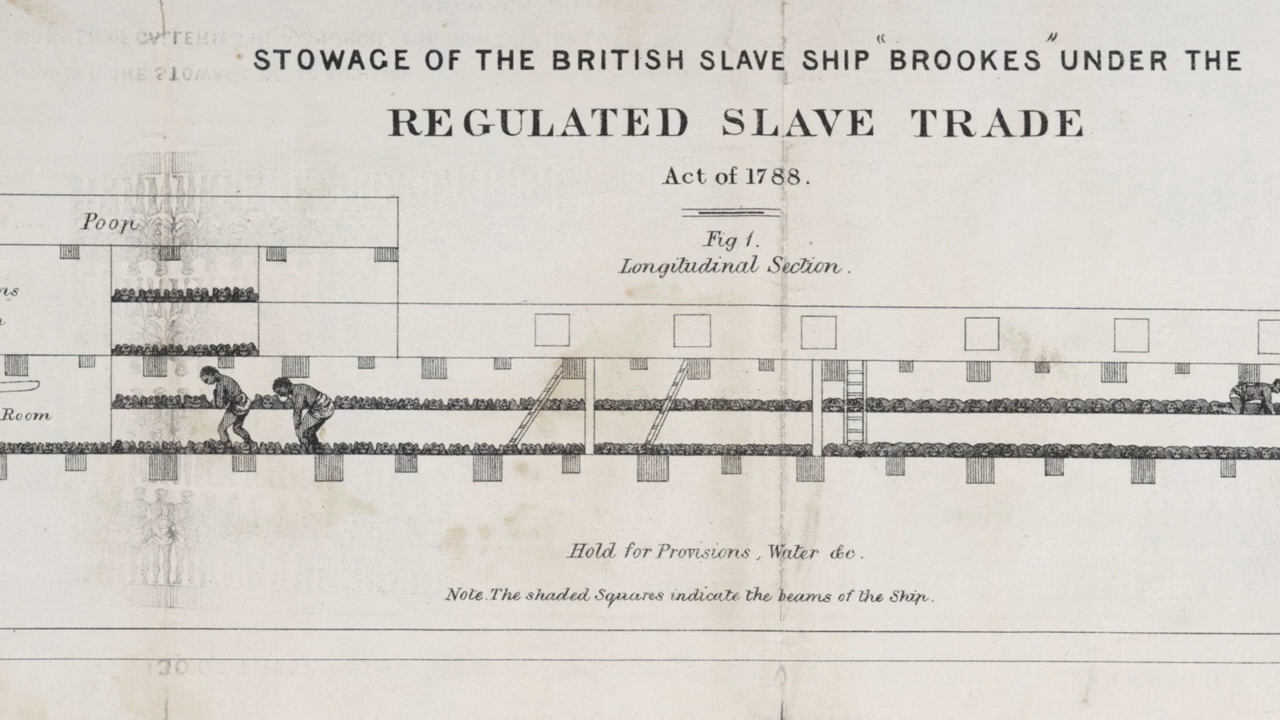 STOWAGE OF THE BRITISH SLAVE SHIP "BROOKES" UNDER THE
REGULATED SLAVE TRADE
Act of 1788.
Poop
Fig 1.
Longitudinal Section.
ns
Room
Hold for Provisions, Water &c.
Note. The shaded Squares indicate the beams of the Ship.